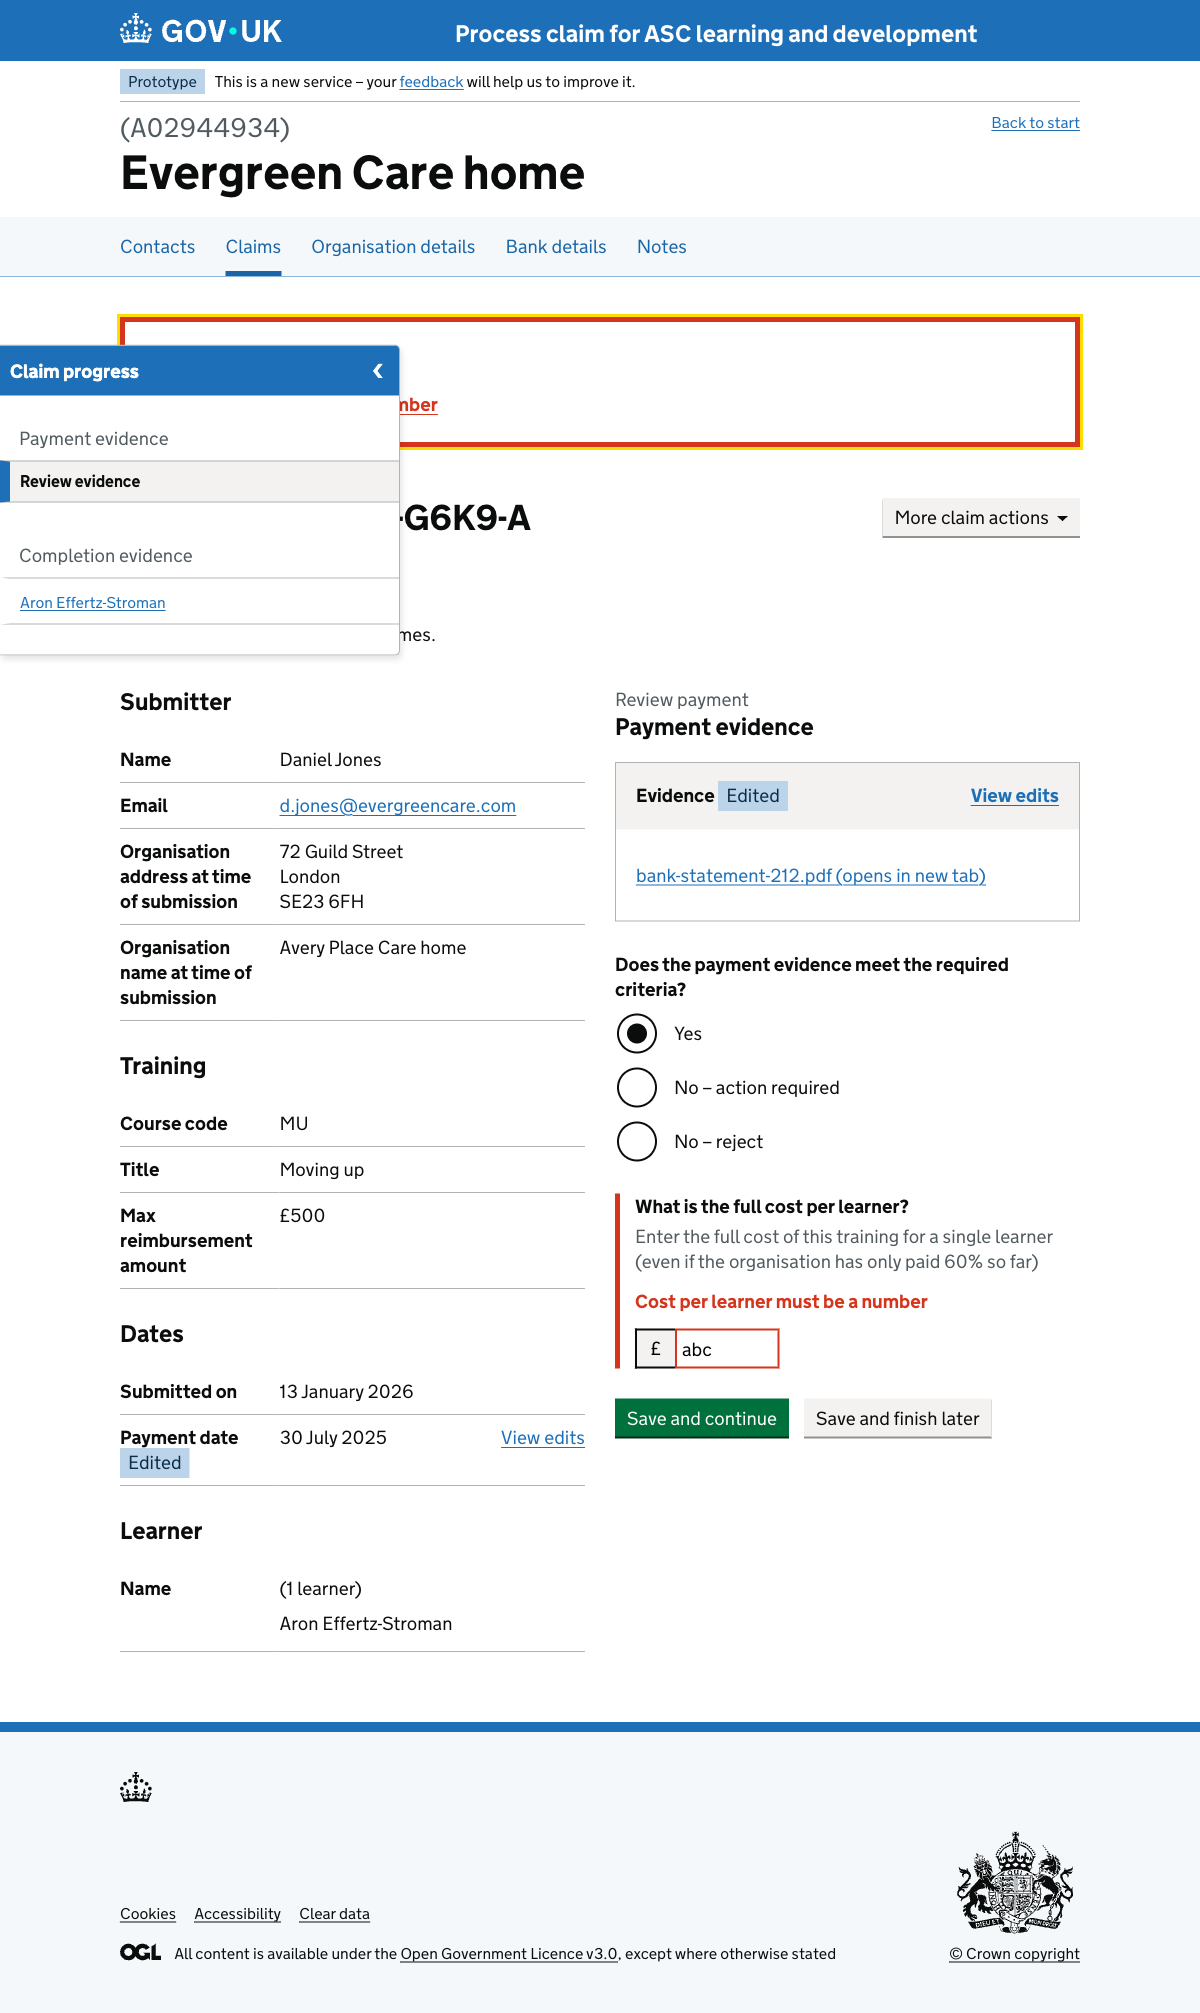 GOV.UK
Process claim for ASC learning and development
Prototype This is a new service – your feedback will help us to improve it.
(A02944934)
Back to start
Evergreen Care home
Contacts Claims Organisation details Bank details Notes
Claim progress
Payment evidence
Review evidence
Completion evidence
Aron Effertz-Stroman
-G6K9-A
More claim actions
Submitter
Name Daniel Jones
Email d.jones@evergreencare.com
Organisation address at time of submission
72 Guild Street
London
SE23 6FH
Organisation name at time of submission
Avery Place Care home
Training
Course code MU
Title Moving up
Max reimbursement amount £500
Dates
Submitted on 13 January 2026
Payment date 30 July 2025 View edits
Edited
Learner
Name (1 learner)
Aron Effertz-Stroman
Review payment
Payment evidence
Evidence Edited View edits
bank-statement-212.pdf (opens in new tab)
Does the payment evidence meet the required
criteria?
Yes
No – action required
No – reject
What is the full cost per learner?
Enter the full cost of this training for a single learner
(even if the organisation has only paid 60% so far)
Cost per learner must be a number
£ abc
Save and continue Save and finish later
Cookies Accessibility Clear data
OGL All content is available under the Open Government Licence v3.0, except where otherwise stated
© Crown copyright